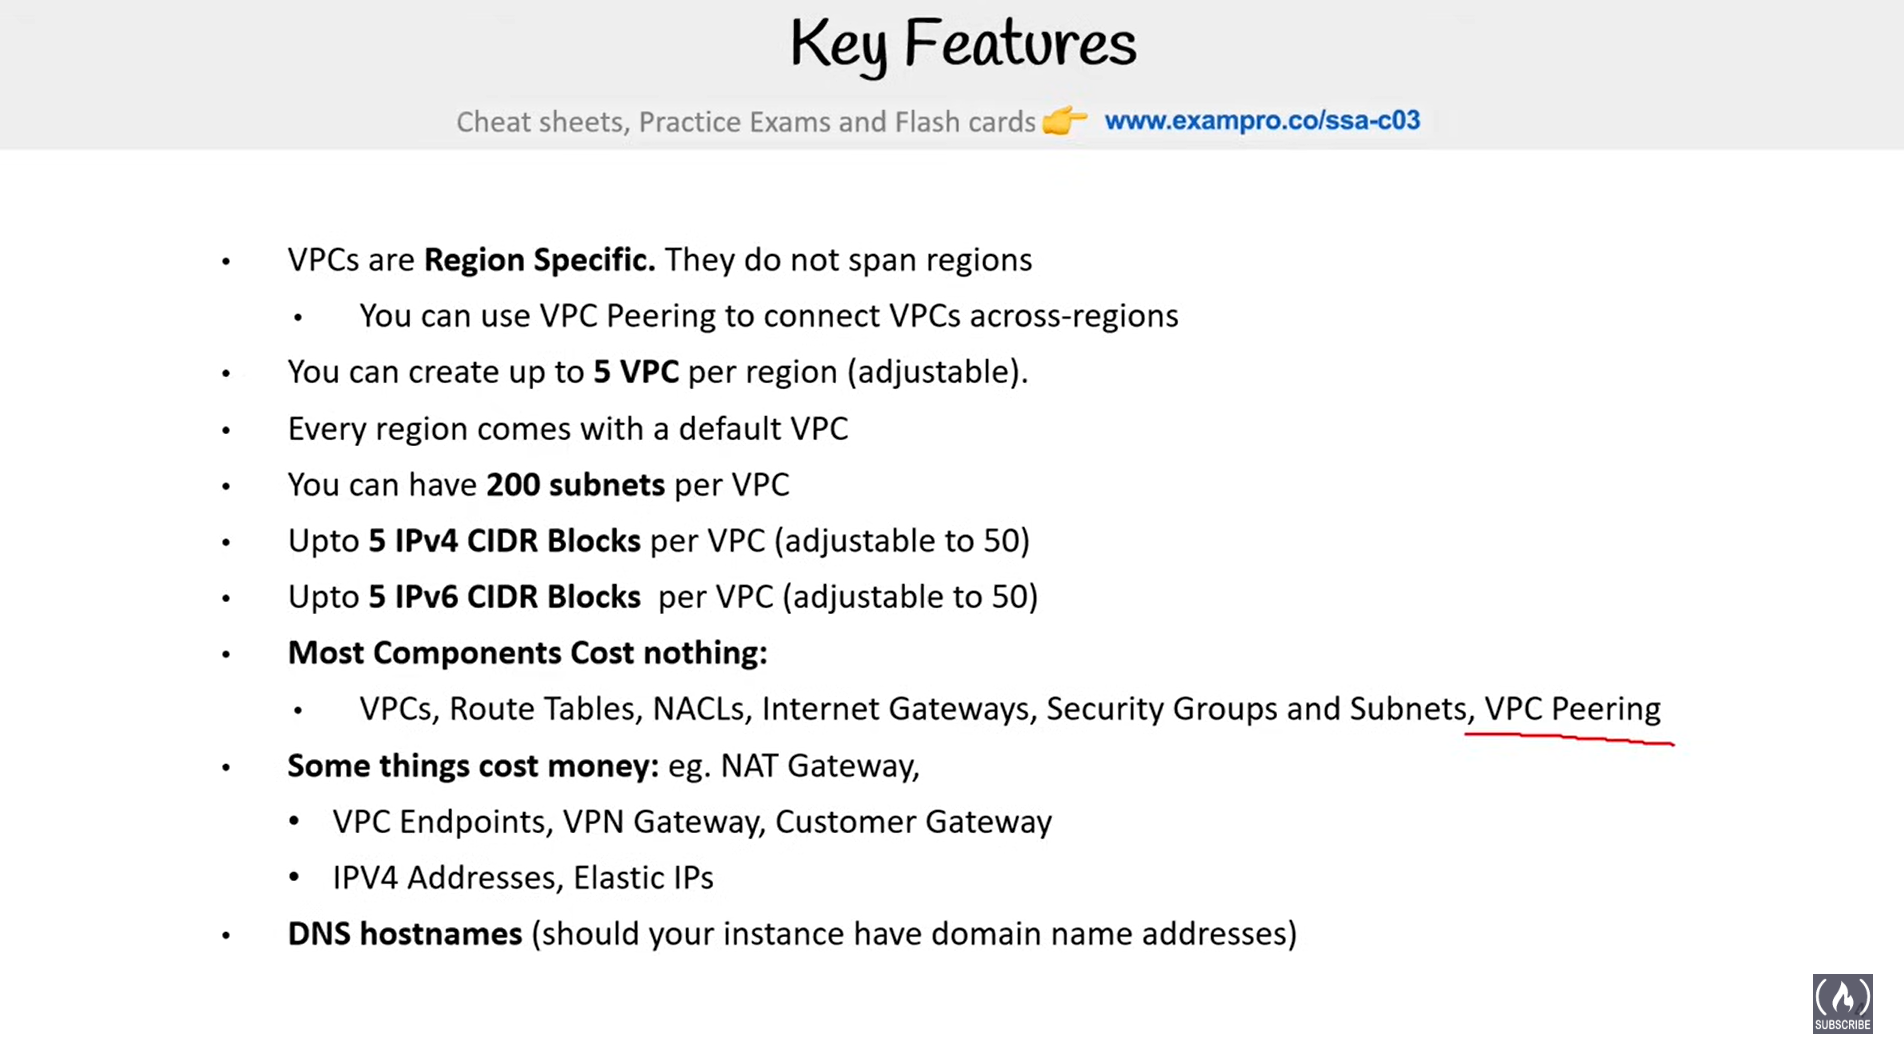 Key Features
Cheat sheets, Practice Exams and Flash cards 👉 www.exampro.co/ssa-c03
• VPCs are Region Specific. They do not span regions
• You can use VPC Peering to connect VPCs across-regions
• You can create up to 5 VPC per region (adjustable).
• Every region comes with a default VPC
• You can have 200 subnets per VPC
• Upto 5 IPv4 CIDR Blocks per VPC (adjustable to 50)
• Upto 5 IPv6 CIDR Blocks per VPC (adjustable to 50)
• Most Components Cost nothing:
• VPCs, Route Tables, NACLs, Internet Gateways, Security Groups and Subnets, VPC Peering
• Some things cost money: eg. NAT Gateway,
• VPC Endpoints, VPN Gateway, Customer Gateway
• IPV4 Addresses, Elastic IPs
• DNS hostnames (should your instance have domain name addresses)
SUBSCRIBE